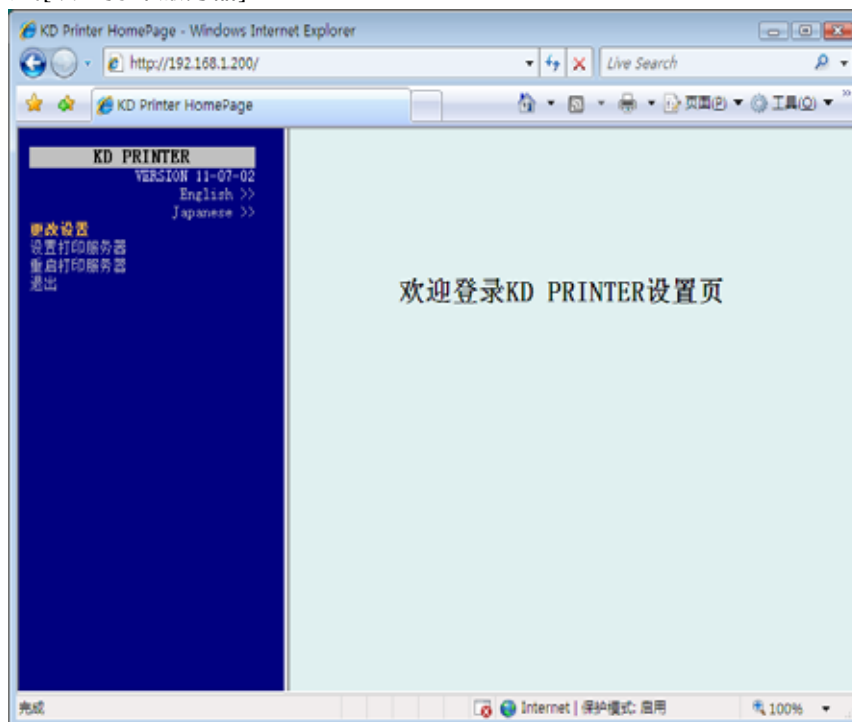 KD Printer HomePage - Windows Internet Explorer
http://192.168.1.200/
Live Search
KD Printer HomePage
页面(P)
工具(O)
KD PRINTER
VERSION 11-07-02
English >>
Japanese >>
更改设置
设置打印服务器
重启打印服务器
退出
欢迎登录KD PRINTER设置页
完成
Internet | 保护模式: 启用
100%